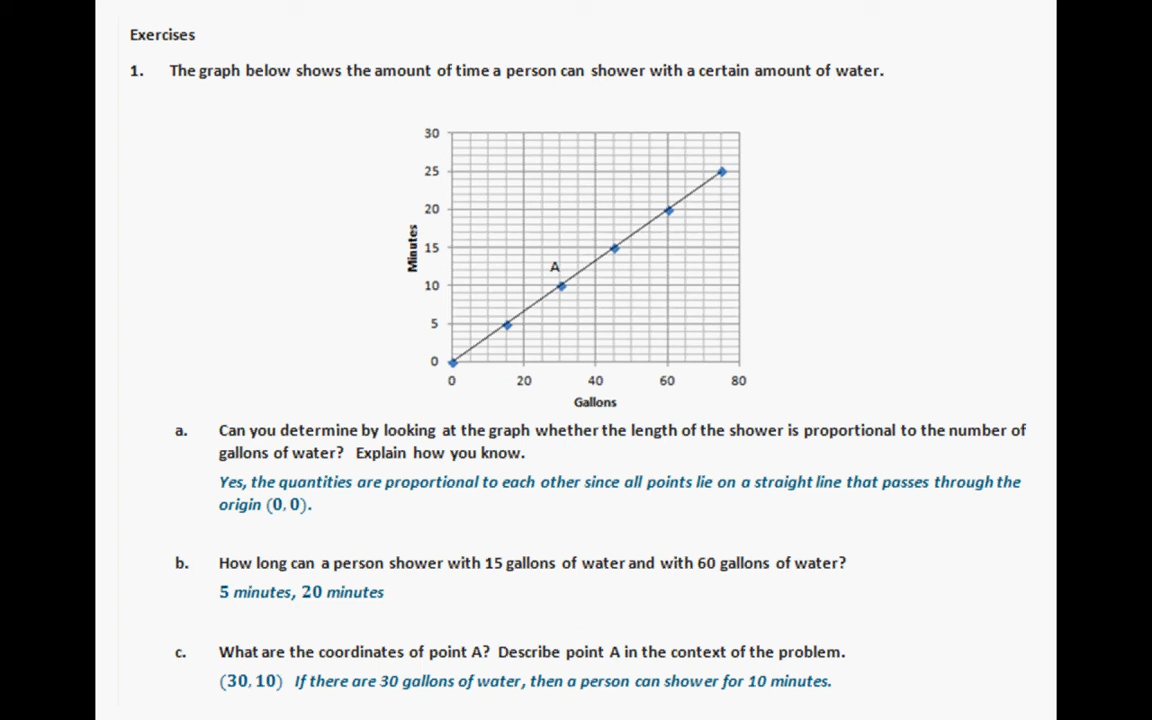 Exercises
1. The graph below shows the amount of time a person can shower with a certain amount of water.
30
25
20
15
10
5
0
Minutes
A
0 20 40 60 80
Gallons
a. Can you determine by looking at the graph whether the length of the shower is proportional to the number of
gallons of water? Explain how you know.
Yes, the quantities are proportional to each other since all points lie on a straight line that passes through the
origin (0, 0).
b. How long can a person shower with 15 gallons of water and with 60 gallons of water?
5 minutes, 20 minutes
c. What are the coordinates of point A? Describe point A in the context of the problem.
(30, 10) If there are 30 gallons of water, then a person can shower for 10 minutes.